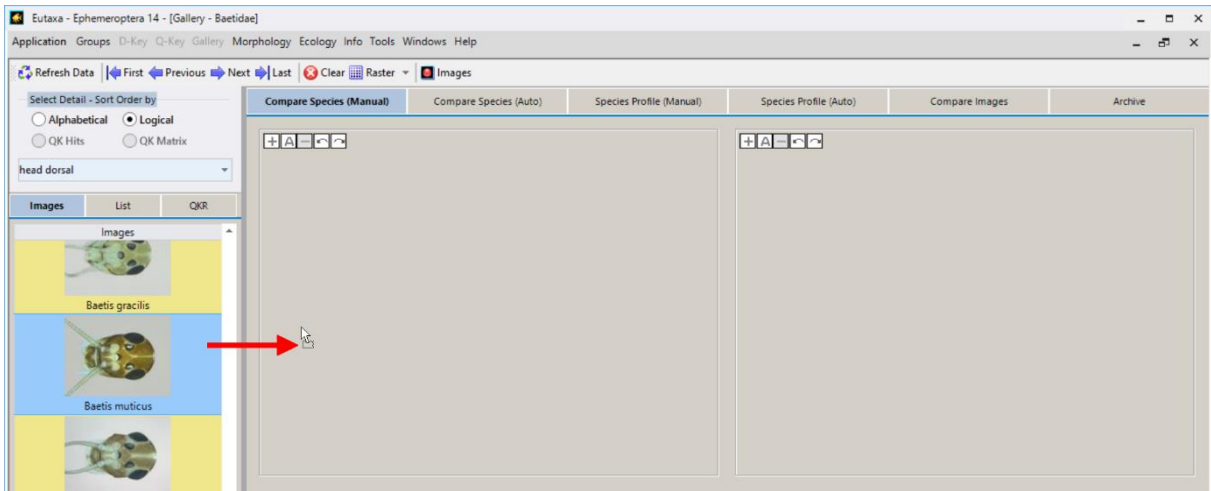 Eutaxa - Ephemeroptera 14 - [Gallery - Baetidae]
Application Groups D-Key Q-Key Gallery Morphology Ecology Info Tools Windows Help
Refresh Data First Previous Next Last Clear Raster Images
Select Detail - Sort Order by
Alphabetical Logical
QK Hits QK Matrix
head dorsal
Images List QKR
Images
Baetis gracilis
Baetis muticus
Compare Species (Manual) Compare Species (Auto) Species Profile (Manual) Species Profile (Auto) Compare Images Archive
A
A